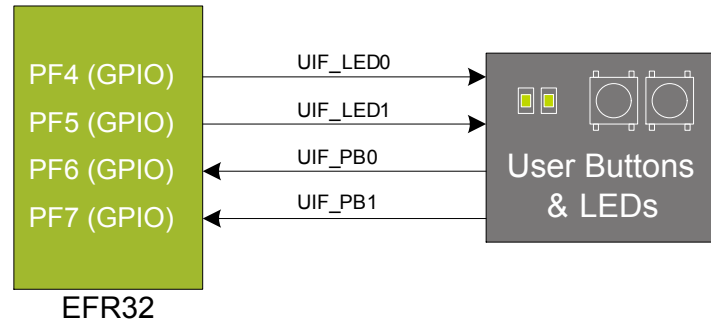 PF4 (GPIO)
PF5 (GPIO)
PF6 (GPIO)
PF7 (GPIO)
EFR32
UIF_LED0
UIF_LED1
UIF_PB0
UIF_PB1
User Buttons
& LEDs